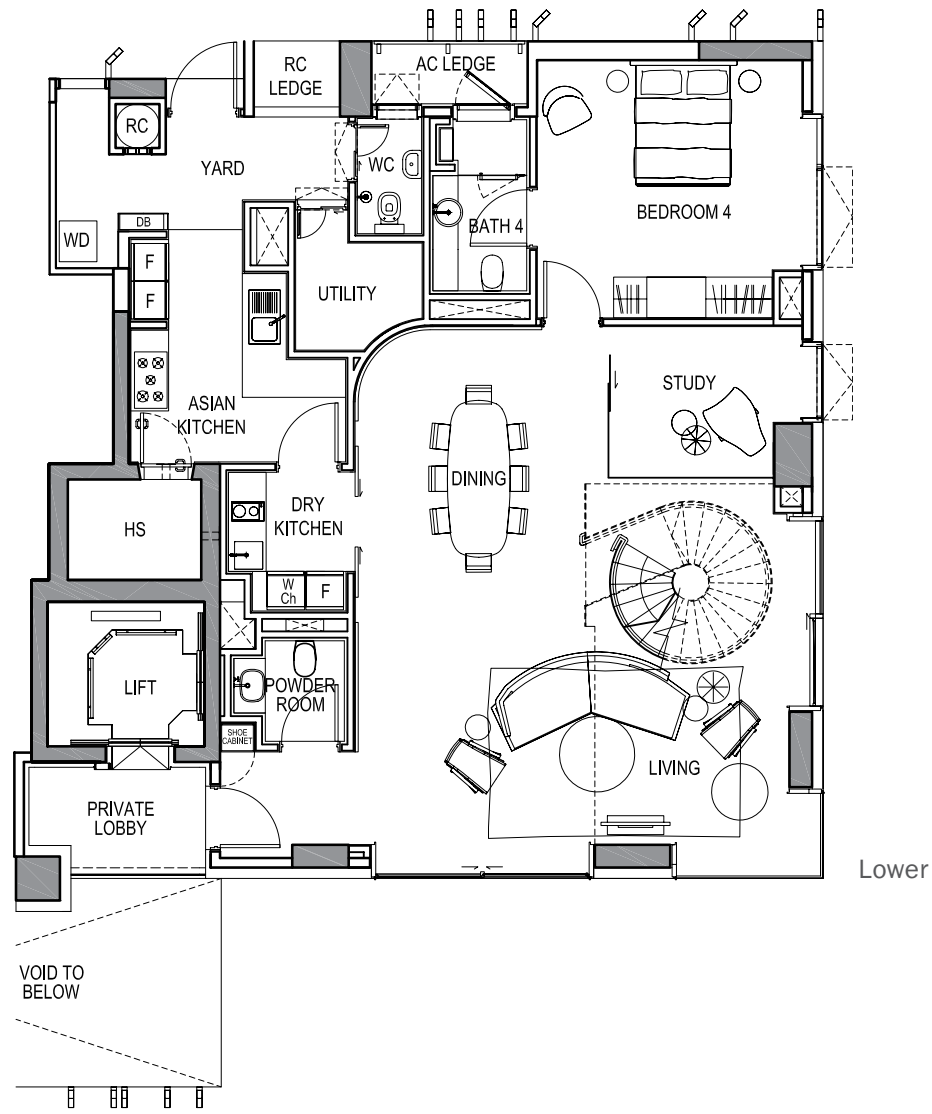 RC
LEDGE
AC LEDGE
RC
YARD
WC
BATH 4
BEDROOM 4
DB
WD
F
F
UTILITY
ASIAN
KITCHEN
STUDY
DINING
HS
DRY
KITCHEN
W
Ch
F
LIFT
POWDER
ROOM
SHOE
CABINET
LIVING
PRIVATE
LOBBY
Lower
VOID TO
BELOW